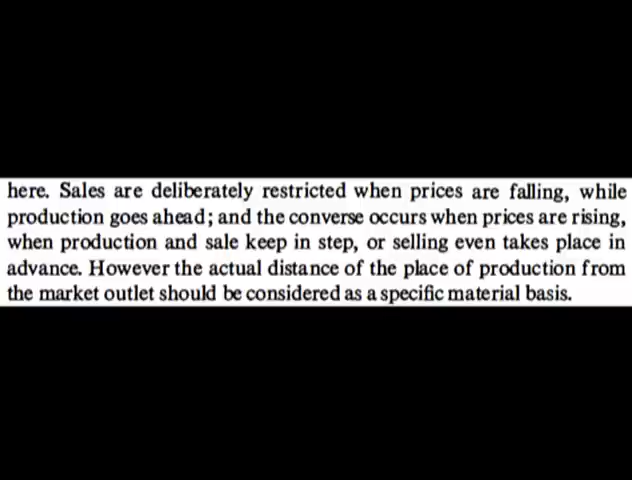 here. Sales are deliberately restricted when prices are falling, while
production goes ahead; and the converse occurs when prices are rising,
when production and sale keep in step, or selling even takes place in
advance. However the actual distance of the place of production from
the market outlet should be considered as a specific material basis.